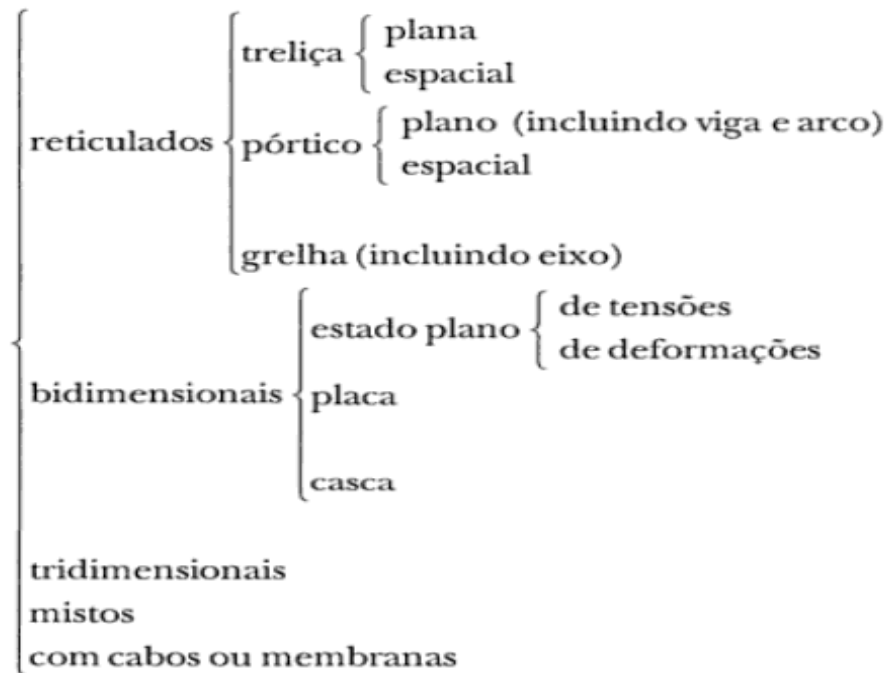 treliça
plana
espacial
reticulados
pórtico
plano (incluindo viga e arco)
espacial
grelha (incluindo eixo)
bidimensionais
estado plano
de tensões
de deformações
placa
casca
tridimensionais
mistos
com cabos ou membranas